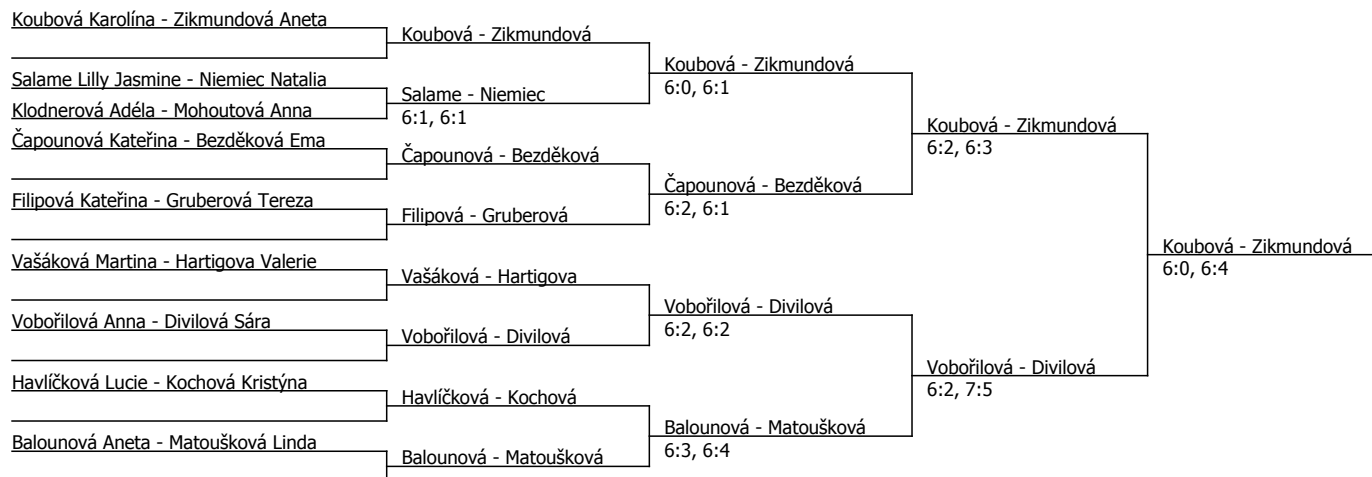 Koubová Karolína - Zikmundová Aneta
Salame Lilly Jasmine - Niemiec Natalia
Klodnerová Adéla - Mohoutová Anna
Čapounová Kateřina - Bezděková Ema
Filipová Kateřina - Gruberová Tereza
Vašáková Martina - Hartigova Valerie
Vobořilová Anna - Divilová Sára
Havlíčková Lucie - Kochová Kristýna
Balounová Aneta - Matoušková Linda
Koubová - Zikmundová
Salame - Niemiec
6:1, 6:1
Čapounová - Bezděková
Filipová - Gruberová
Vašáková - Hartigova
Vobořilová - Divilová
Havlíčková - Kochová
Balounová - Matoušková
Koubová - Zikmundová
6:0, 6:1
Čapounová - Bezděková
6:2, 6:1
Vobořilová - Divilová
6:2, 6:2
Balounová - Matoušková
6:3, 6:4
Koubová - Zikmundová
6:2, 6:3
Vobořilová - Divilová
6:2, 7:5
Koubová - Zikmundová
6:0, 6:4